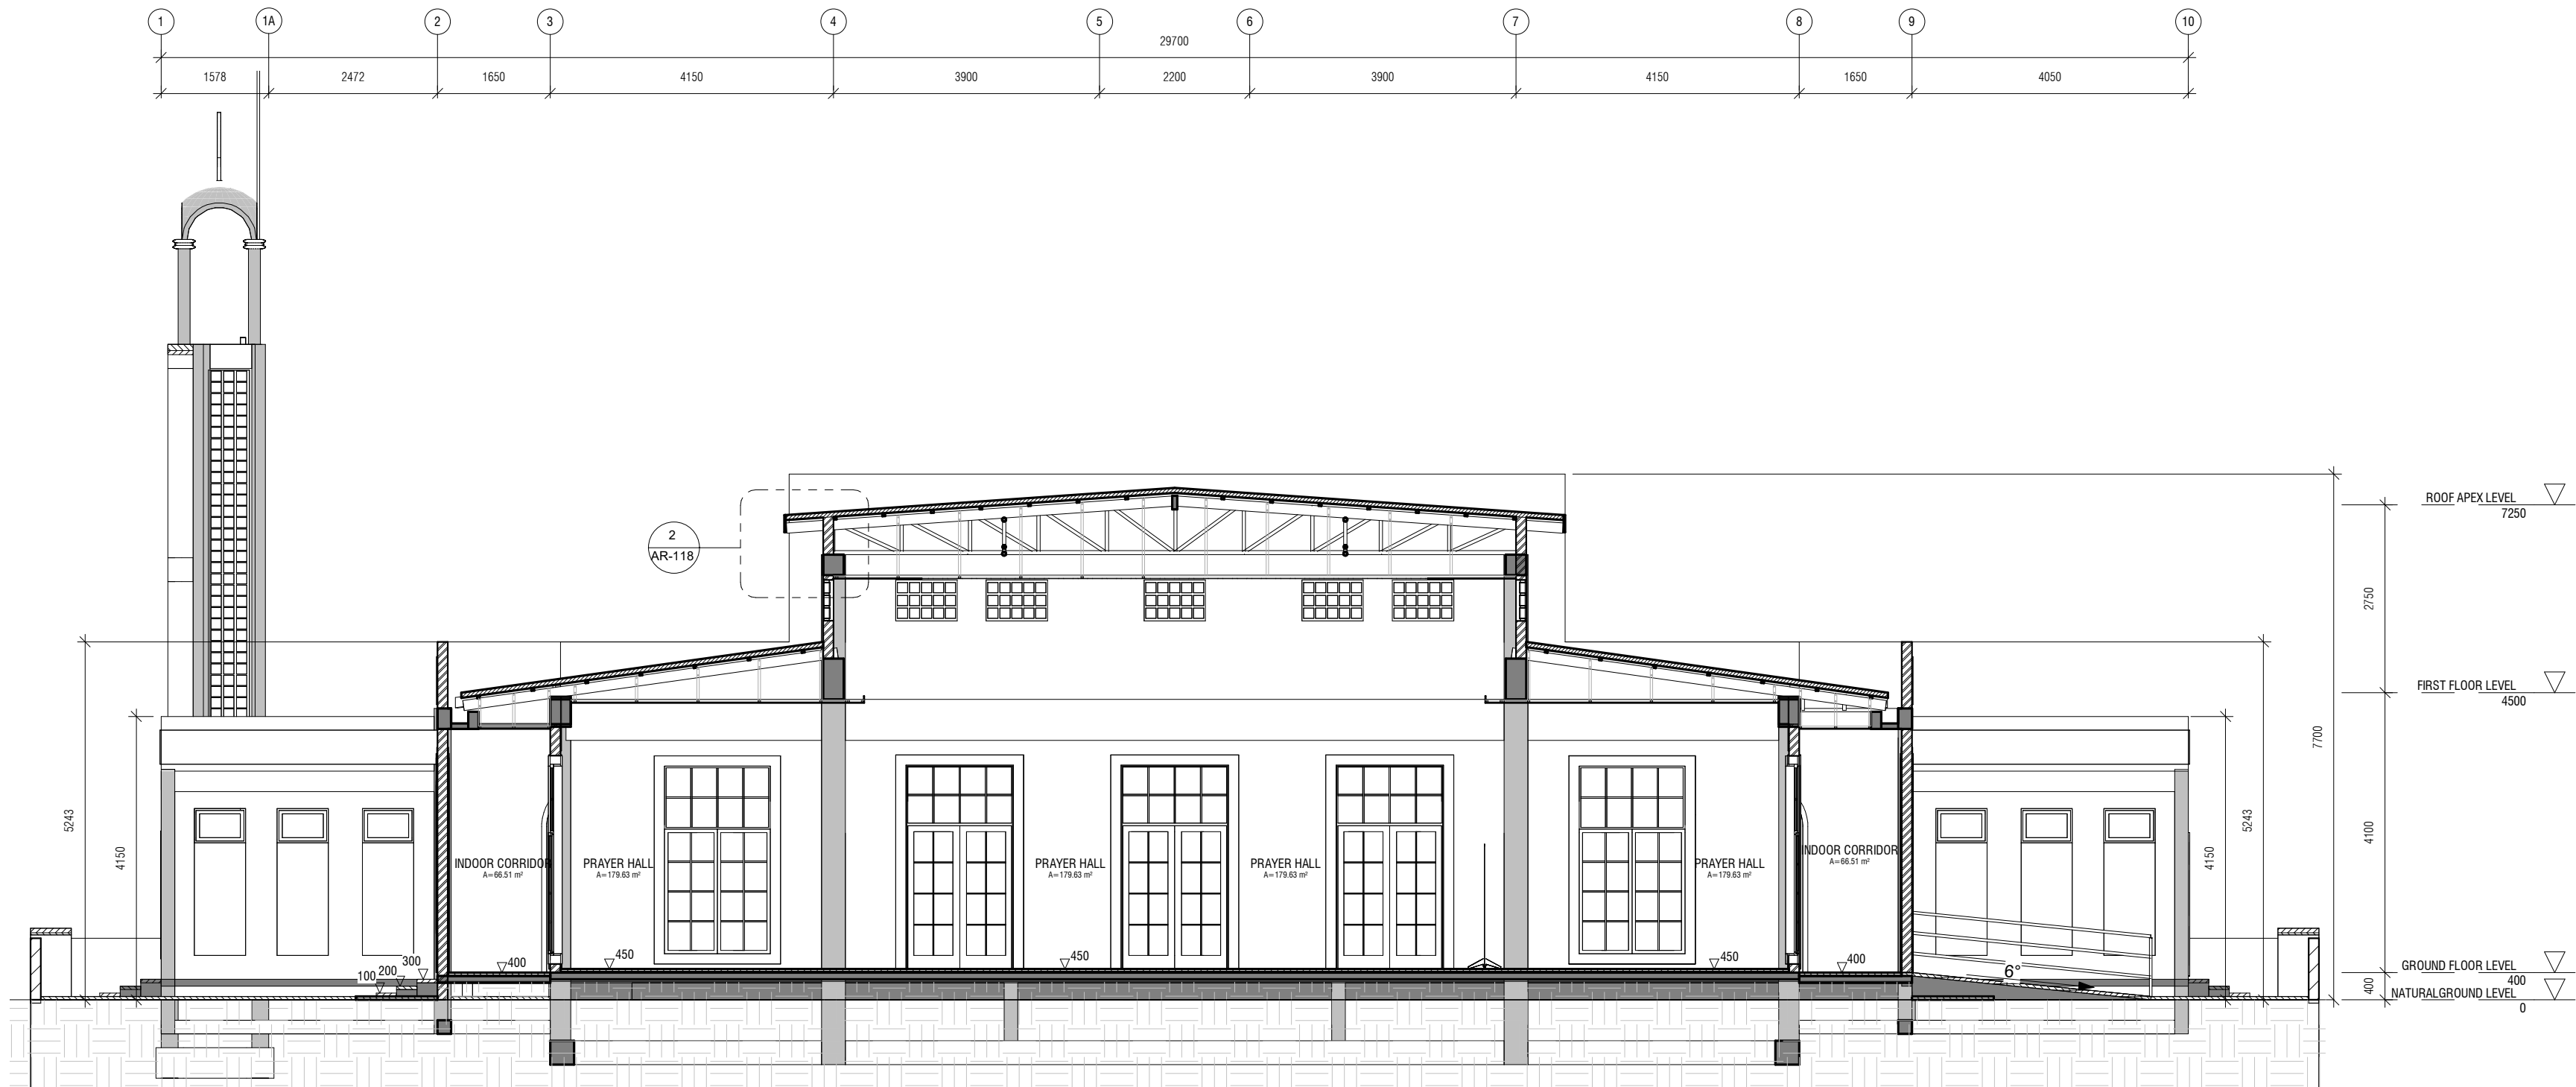 1 1A 2 3 4 5 6 7 8 9 10
29700
1578 2472 1650 4150 3900 2200 3900 4150 1650 4050
2
AR-118
ROOF APEX LEVEL
7250
2750
7700
FIRST FLOOR LEVEL
4500
5243
4150
4100
5243
4150
INDOOR CORRIDOR
A=66.51 m²
PRAYER HALL
A=179.63 m²
PRAYER HALL
A=179.63 m²
PRAYER HALL
A=179.63 m²
PRAYER HALL
A=179.63 m²
INDOOR CORRIDOR
A=66.51 m²
100 200 300
400
450
450
450
400
6°
GROUND FLOOR LEVEL
400
400
NATURALGROUND LEVEL
0